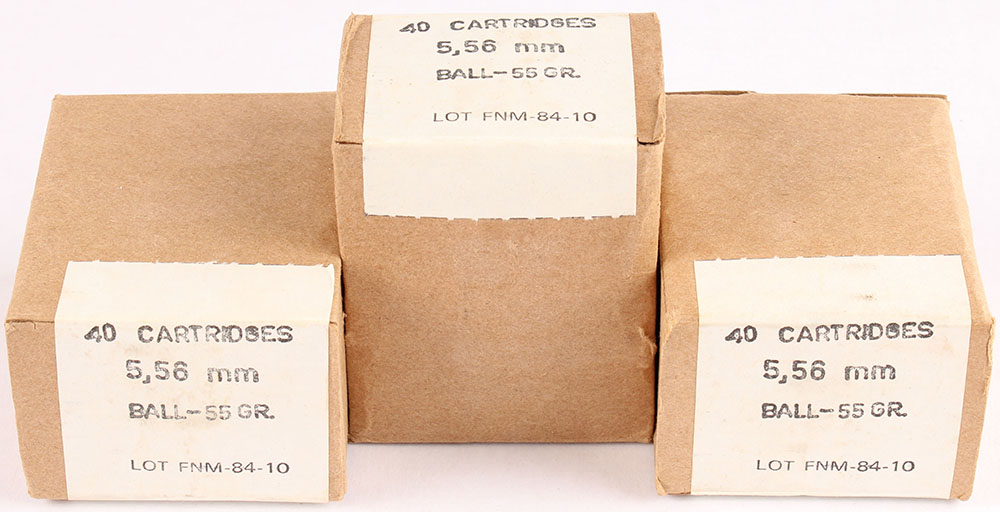 40 CARTRIDGES
5,56 mm
BALL-55 GR.
LOT FNM-84-10
40 CARTRIDGES
5,56 mm
BALL-55 GR.
LOT FNM-84-10
40 CARTRIDGES
5,56 mm
BALL-55 GR.
LOT FNM-84-10